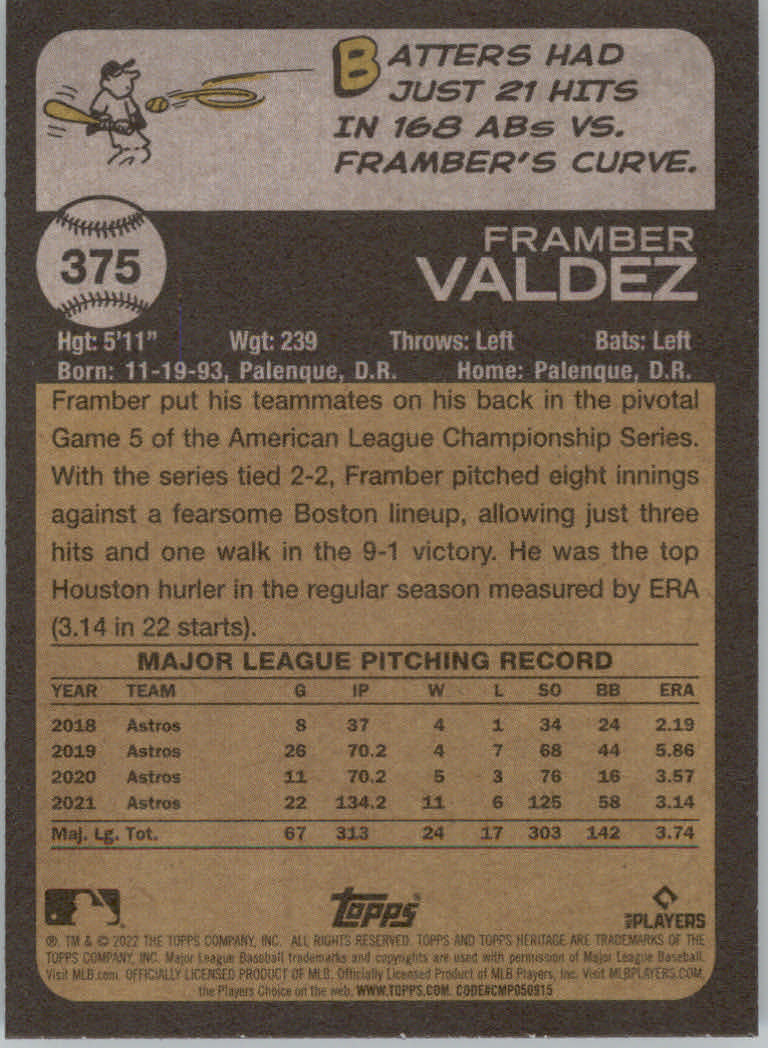 BATTERS HAD
JUST 21 HITS
IN 168 ABs VS.
FRAMBER'S CURVE.
375
FRAMBER
VALDEZ
Hgt: 5'11" Wgt: 239 Throws: Left Bats: Left
Born: 11-19-93, Palenque, D.R. Home: Palenque, D.R.
Framber put his teammates on his back in the pivotal
Game 5 of the American League Championship Series.
With the series tied 2-2, Framber pitched eight innings
against a fearsome Boston lineup, allowing just three
hits and one walk in the 9-1 victory. He was the top
Houston hurler in the regular season measured by ERA
(3.14 in 22 starts).
MAJOR LEAGUE PITCHING RECORD
YEAR TEAM G IP W L SO BB ERA
2018 Astros 8 37 4 1 34 24 2.19
2019 Astros 26 70.2 4 7 68 44 5.86
2020 Astros 11 70.2 5 3 76 16 3.57
2021 Astros 22 134.2 11 6 125 58 3.14
Maj. Lg. Tot. 67 313 24 17 303 142 3.74
Topps
MLB PLAYERS
®, TM & © 2022 THE TOPPS COMPANY, INC. ALL RIGHTS RESERVED. TOPPS AND TOPPS HERITAGE ARE TRADEMARKS OF THE
TOPPS COMPANY, INC. Major League Baseball trademarks and copyrights are used with permission of Major League Baseball.
Visit MLB.com. OFFICIALLY LICENSED PRODUCT OF MLB. Officially Licensed Product of MLB Players, Inc. Visit MLBPLAYERS.COM,
the Players Choice on the web. WWW.TOPPS.COM. CODE#CMP050915